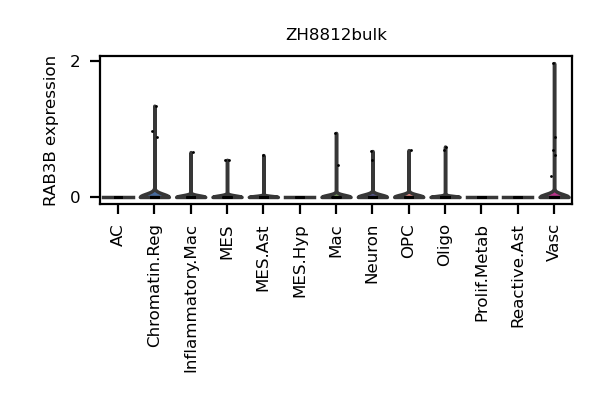 ZH8812bulk
RAB3B expression
2
0
AC
Chromatin.Reg
Inflammatory.Mac
MES
MES.Ast
MES.Hyp
Mac
Neuron
OPC
Oligo
Prolif.Metab
Reactive.Ast
Vasc